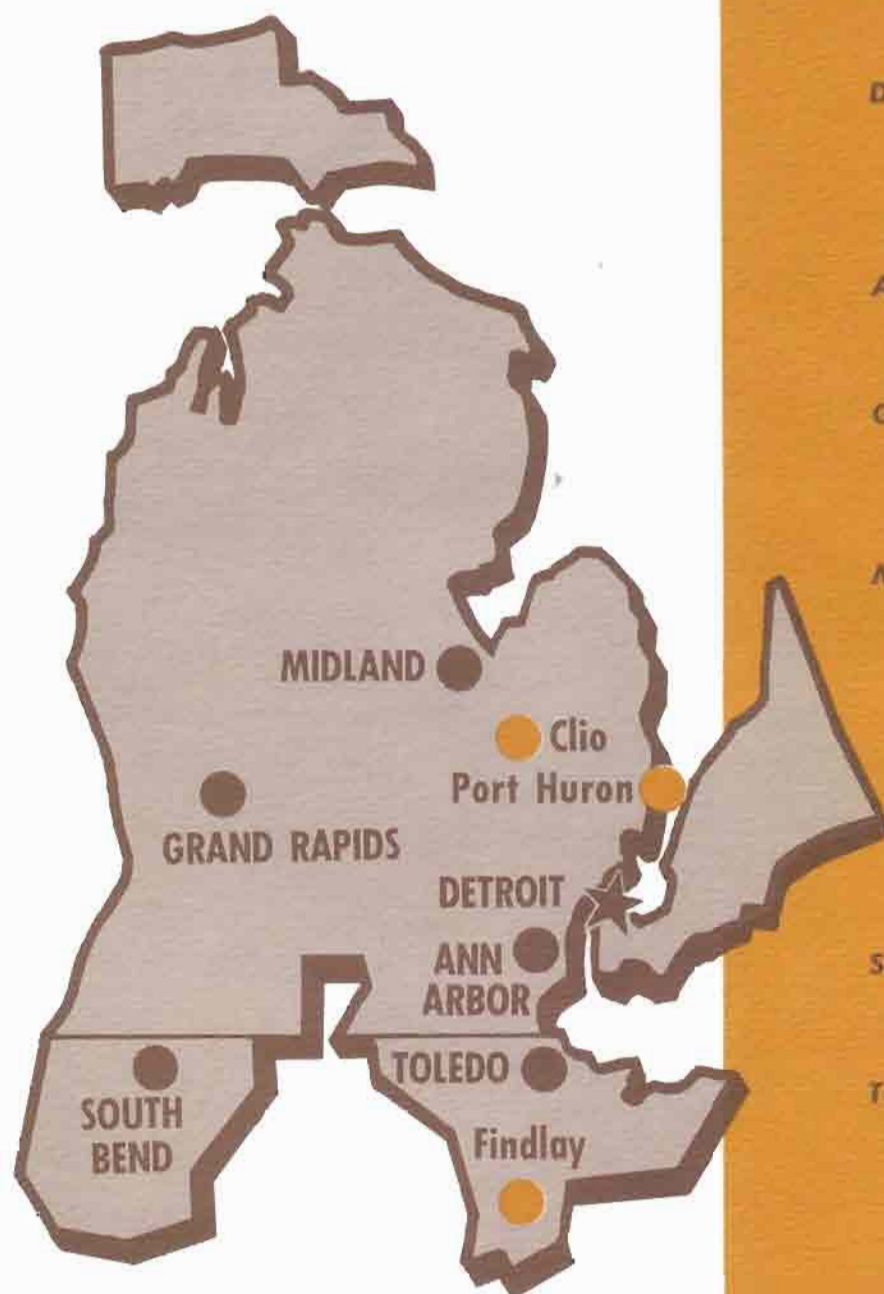 MIDLAND
Clio
Port Huron
GRAND RAPIDS
DETROIT
ANN
ARBOR
TOLEDO
SOUTH
BEND
Findlay
D
A
S
T